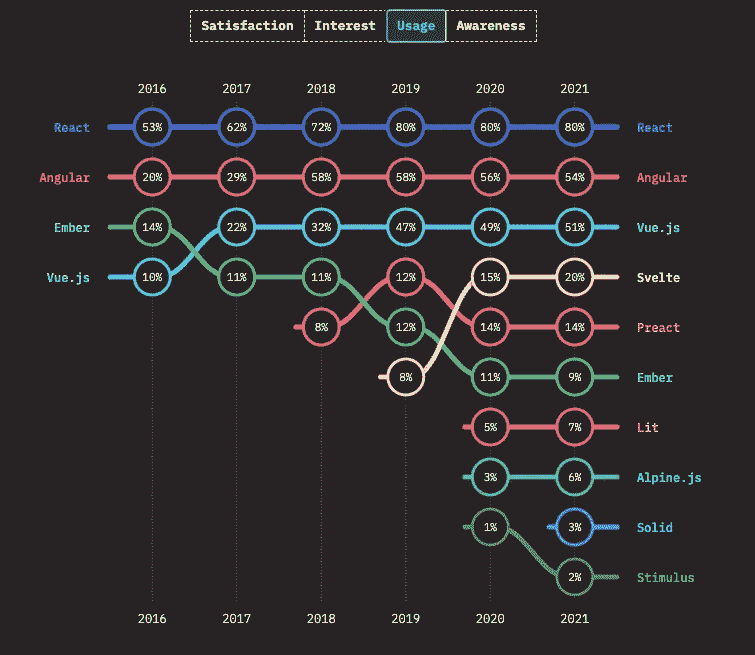 Satisfaction Interest Usage Awareness
2016 2017 2018 2019 2020 2021
React 53% 62% 72% 80% 80% 80% React
Angular 20% 29% 58% 58% 56% 54% Angular
Ember 14% 22% 32% 47% 49% 51% Vue.js
Vue.js 10% 11% 11% 12% 15% 20% Svelte
8% 12% 14% 14% Preact
8% 11% 9% Ember
5% 7% Lit
3% 6% Alpine.js
1% 3% Solid
2% Stimulus
2016 2017 2018 2019 2020 2021